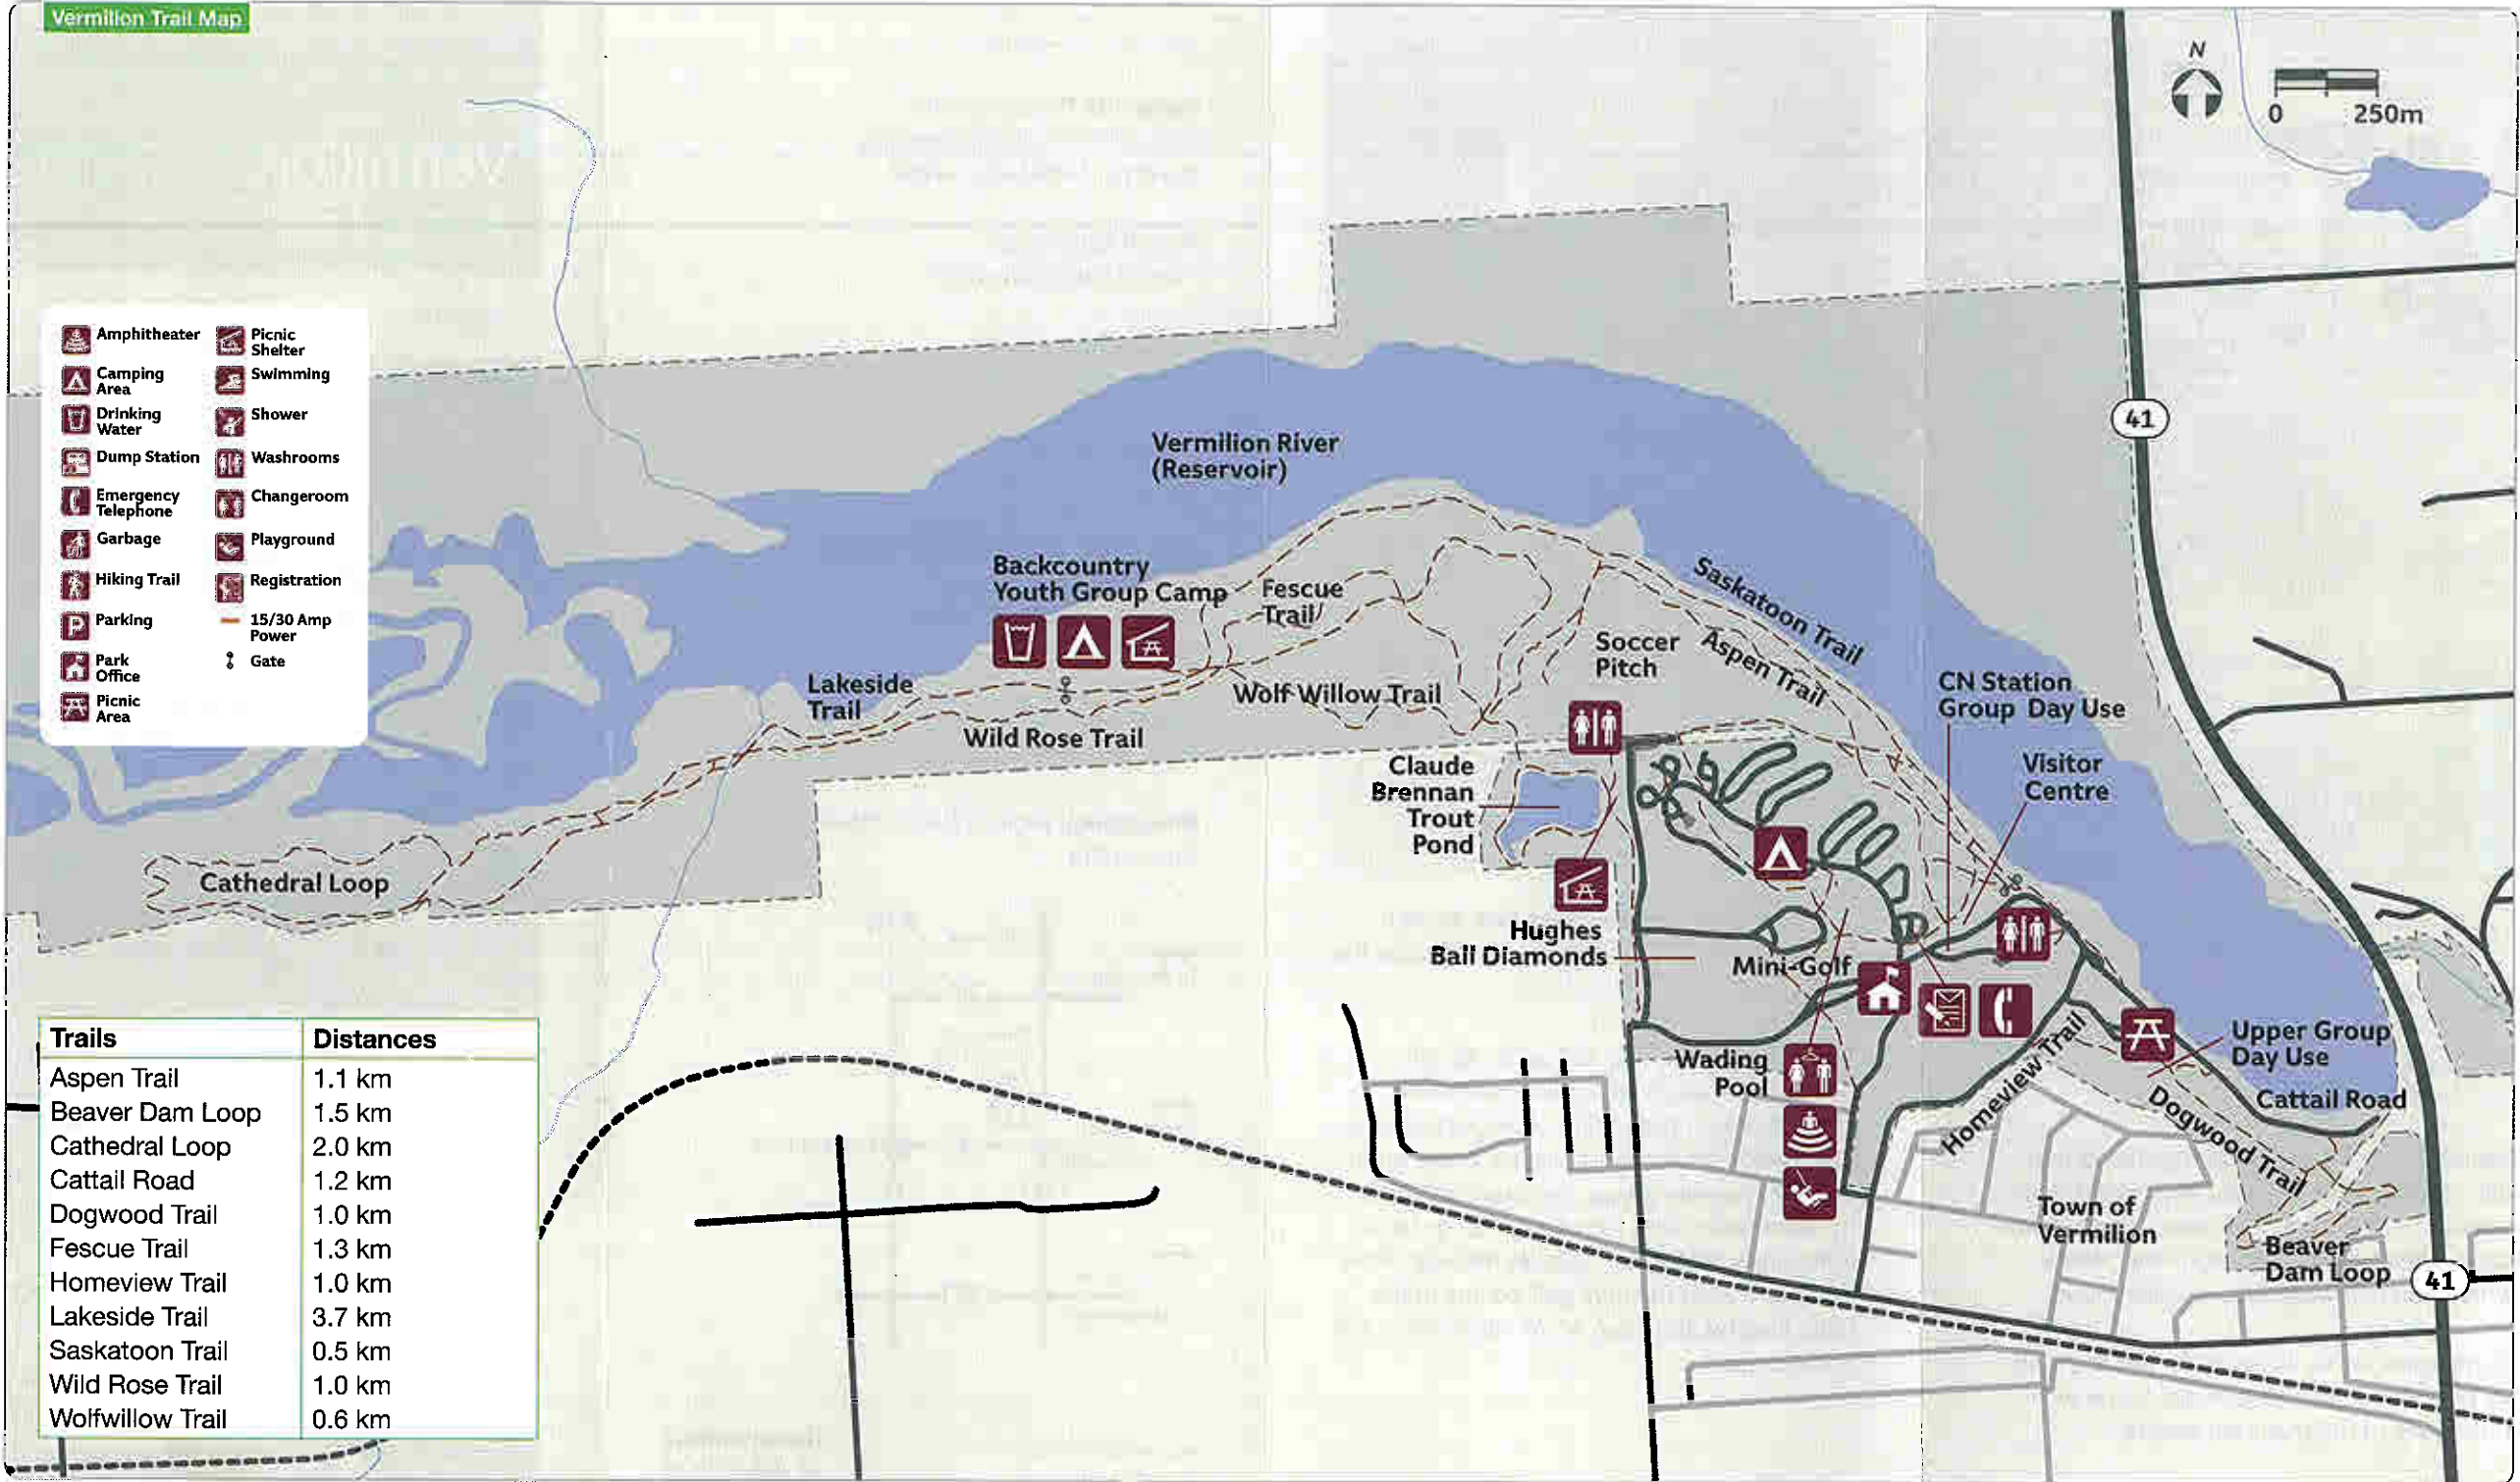 Vermilion Trail Map
N
0 250m
41
Amphitheater
Camping
Area
Drinking
Water
Dump Station
Emergency
Telephone
Garbage
Hiking Trail
P
Parking
Park
Office
Picnic
Area
Picnic
Shelter
Swimming
Shower
Washrooms
Changeroom
Playground
Registration
15/30 Amp
Power
Gate
Vermilion River
(Reservoir)
Backcountry
Youth Group Camp
Fescue
Trail
Saskatoon Trail
Aspen Trail
Soccer
Pitch
Lakeside
Trail
Wolf Willow Trail
Wild Rose Trail
CN Station
Group Day Use
Visitor
Centre
Claude
Brennan
Trout
Pond
Cathedral Loop
Hughes
Ball Diamonds
Mini-Golf
Wading
Pool
Homeview Trail
Upper Group
Day Use
Cattail Road
Dogwood Trail
Town of
Vermilion
Beaver
Dam Loop
41
Trails Distances
Aspen Trail 1.1 km
Beaver Dam Loop 1.5 km
Cathedral Loop 2.0 km
Cattail Road 1.2 km
Dogwood Trail 1.0 km
Fescue Trail 1.3 km
Homeview Trail 1.0 km
Lakeside Trail 3.7 km
Saskatoon Trail 0.5 km
Wild Rose Trail 1.0 km
Wolfwillow Trail 0.6 km